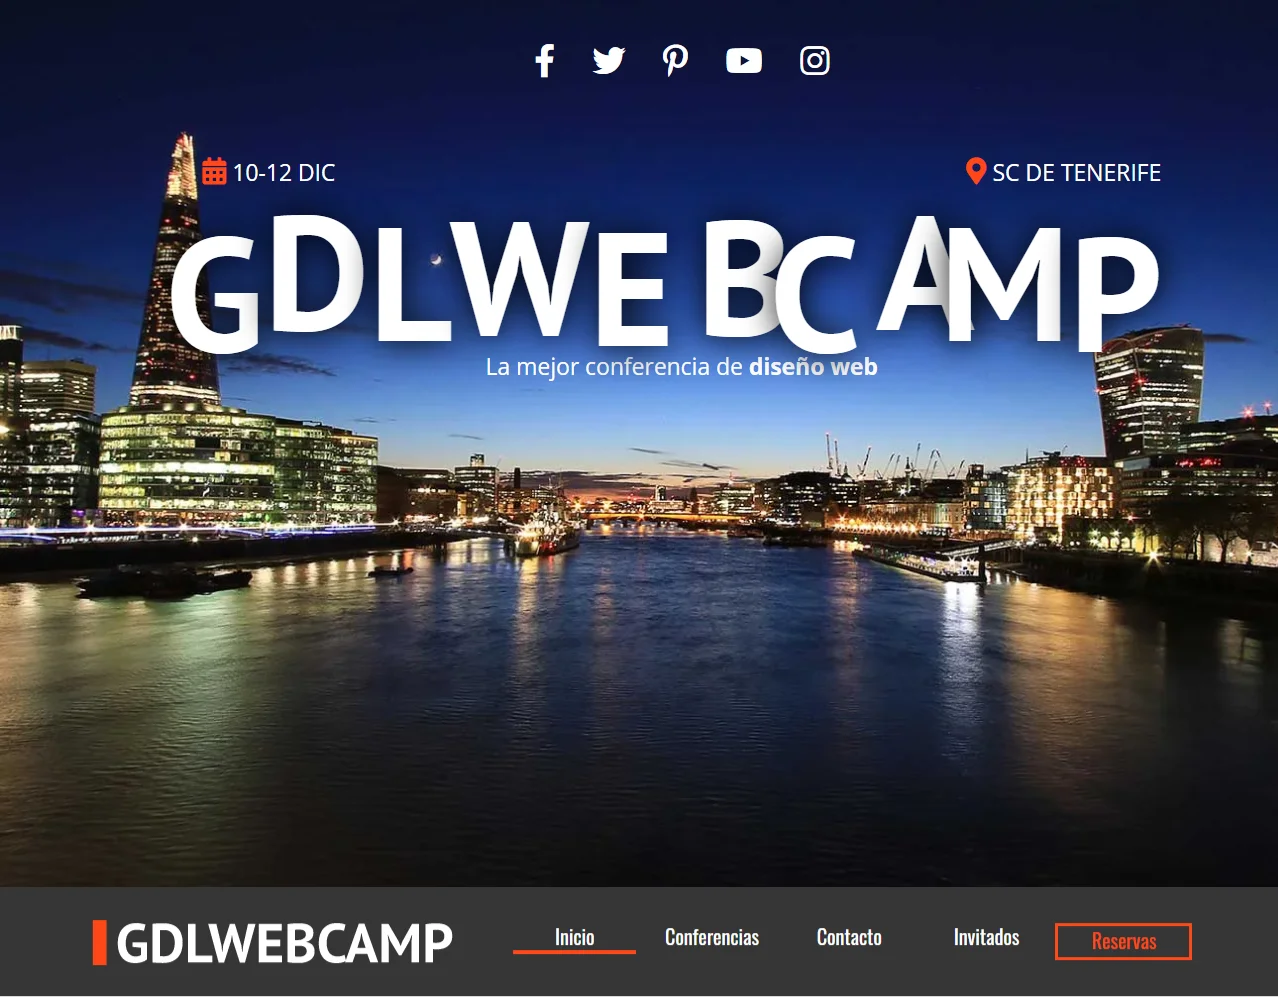 10-12 DIC
SC DE TENERIFE
GDLWEBCAMP
La mejor conferencia de diseño web
GDLWEBCAMP
Inicio
Conferencias
Contacto
Invitados
Reservas